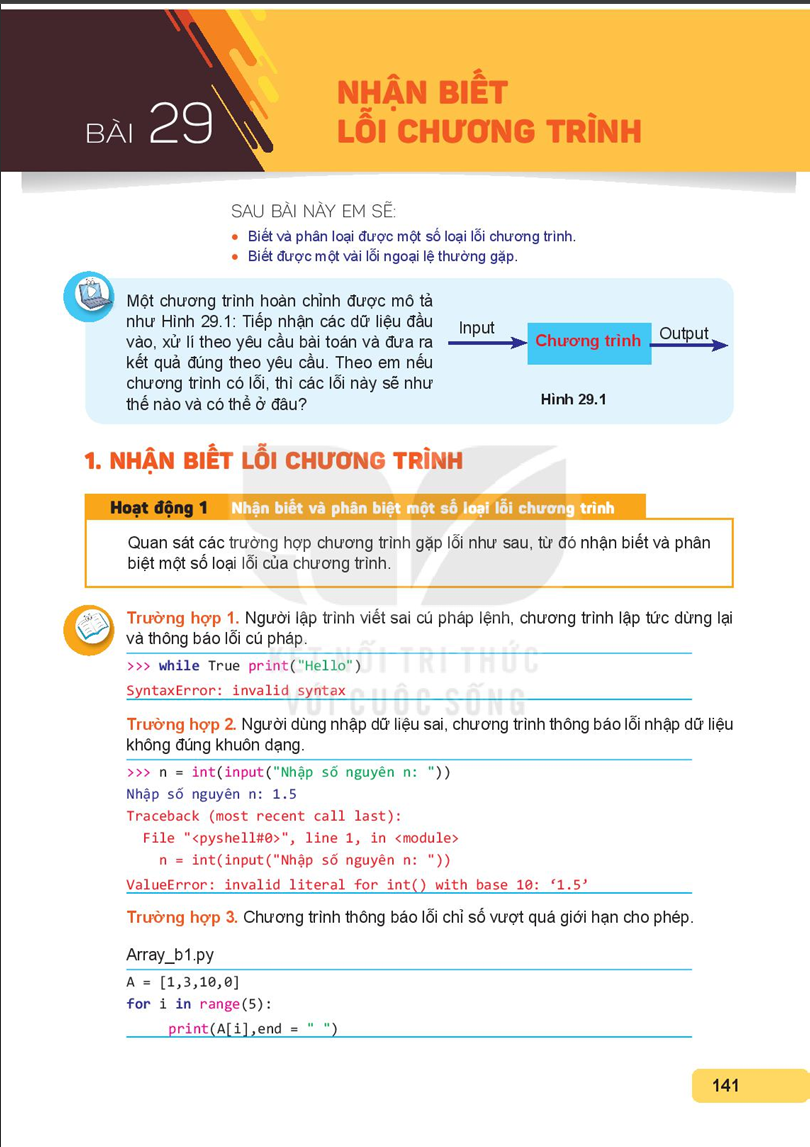 BÀI 29
NHẬN BIẾT
LỖI CHƯƠNG TRÌNH
SAU BÀI NÀY EM SẼ:
• Biết và phân loại được một số loại lỗi chương trình.
• Biết được một vài lỗi ngoại lệ thường gặp.
Một chương trình hoàn chỉnh được mô tả
như Hình 29.1: Tiếp nhận các dữ liệu đầu
vào, xử lí theo yêu cầu bài toán và đưa ra
kết quả đúng theo yêu cầu. Theo em nếu
chương trình có lỗi, thì các lỗi này sẽ như
thế nào và có thể ở đâu?
Input
Chương trình
Output
Hình 29.1
1. NHẬN BIẾT LỖI CHƯƠNG TRÌNH
Hoạt động 1 Nhận biết và phân biệt một số loại lỗi chương trình
Quan sát các trường hợp chương trình gặp lỗi như sau, từ đó nhận biết và phân
biệt một số loại lỗi của chương trình.
Trường hợp 1. Người lập trình viết sai cú pháp lệnh, chương trình lập tức dừng lại
và thông báo lỗi cú pháp.
>>> while True print("Hello")
SyntaxError: invalid syntax
KẾT NỐI TRI THỨC
VỚI CUỘC SỐNG
Trường hợp 2. Người dùng nhập dữ liệu sai, chương trình thông báo lỗi nhập dữ liệu
không đúng khuôn dạng.
>>> n = int(input("Nhập số nguyên n: "))
Nhập số nguyên n: 1.5
Traceback (most recent call last):
File "<pyshell#0>", line 1, in <module>
n = int(input("Nhập số nguyên n: "))
ValueError: invalid literal for int() with base 10: ‘1.5’
Trường hợp 3. Chương trình thông báo lỗi chỉ số vượt quá giới hạn cho phép.
Array_b1.py
A = [1,3,10,0]
for i in range(5):
print(A[i],end = " ")
141